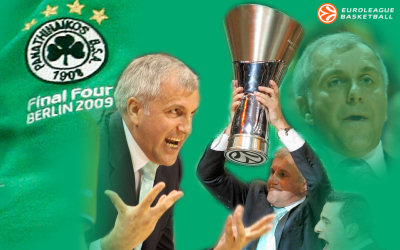 EUROLEAGUE
BASKETBALL
PANATHINAIKOS B.S.A.
1908
Final Four
BERLIN 2009